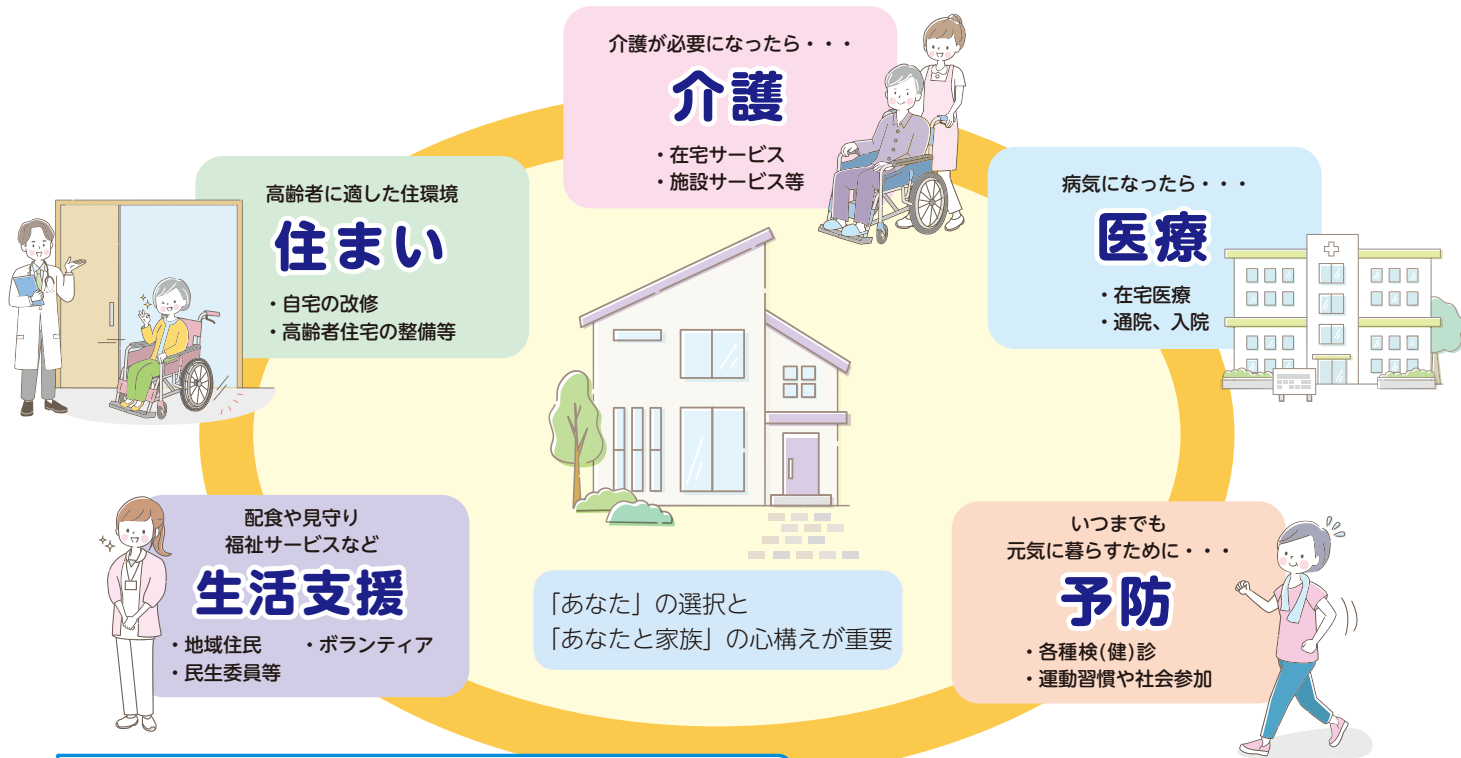 介護が必要になったら・・・
介護
・在宅サービス
・施設サービス等
高齢者に適した住環境
住まい
・自宅の改修
・高齢者住宅の整備等
病気になったら・・・
医療
・在宅医療
・通院、入院
配食や見守り
福祉サービスなど
生活支援
・地域住民　・ボランティア
・民生委員等
「あなた」の選択と
「あなたと家族」の心構えが重要
いつまでも
元気に暮らすために・・・
予防
・各種検(健)診
・運動習慣や社会参加